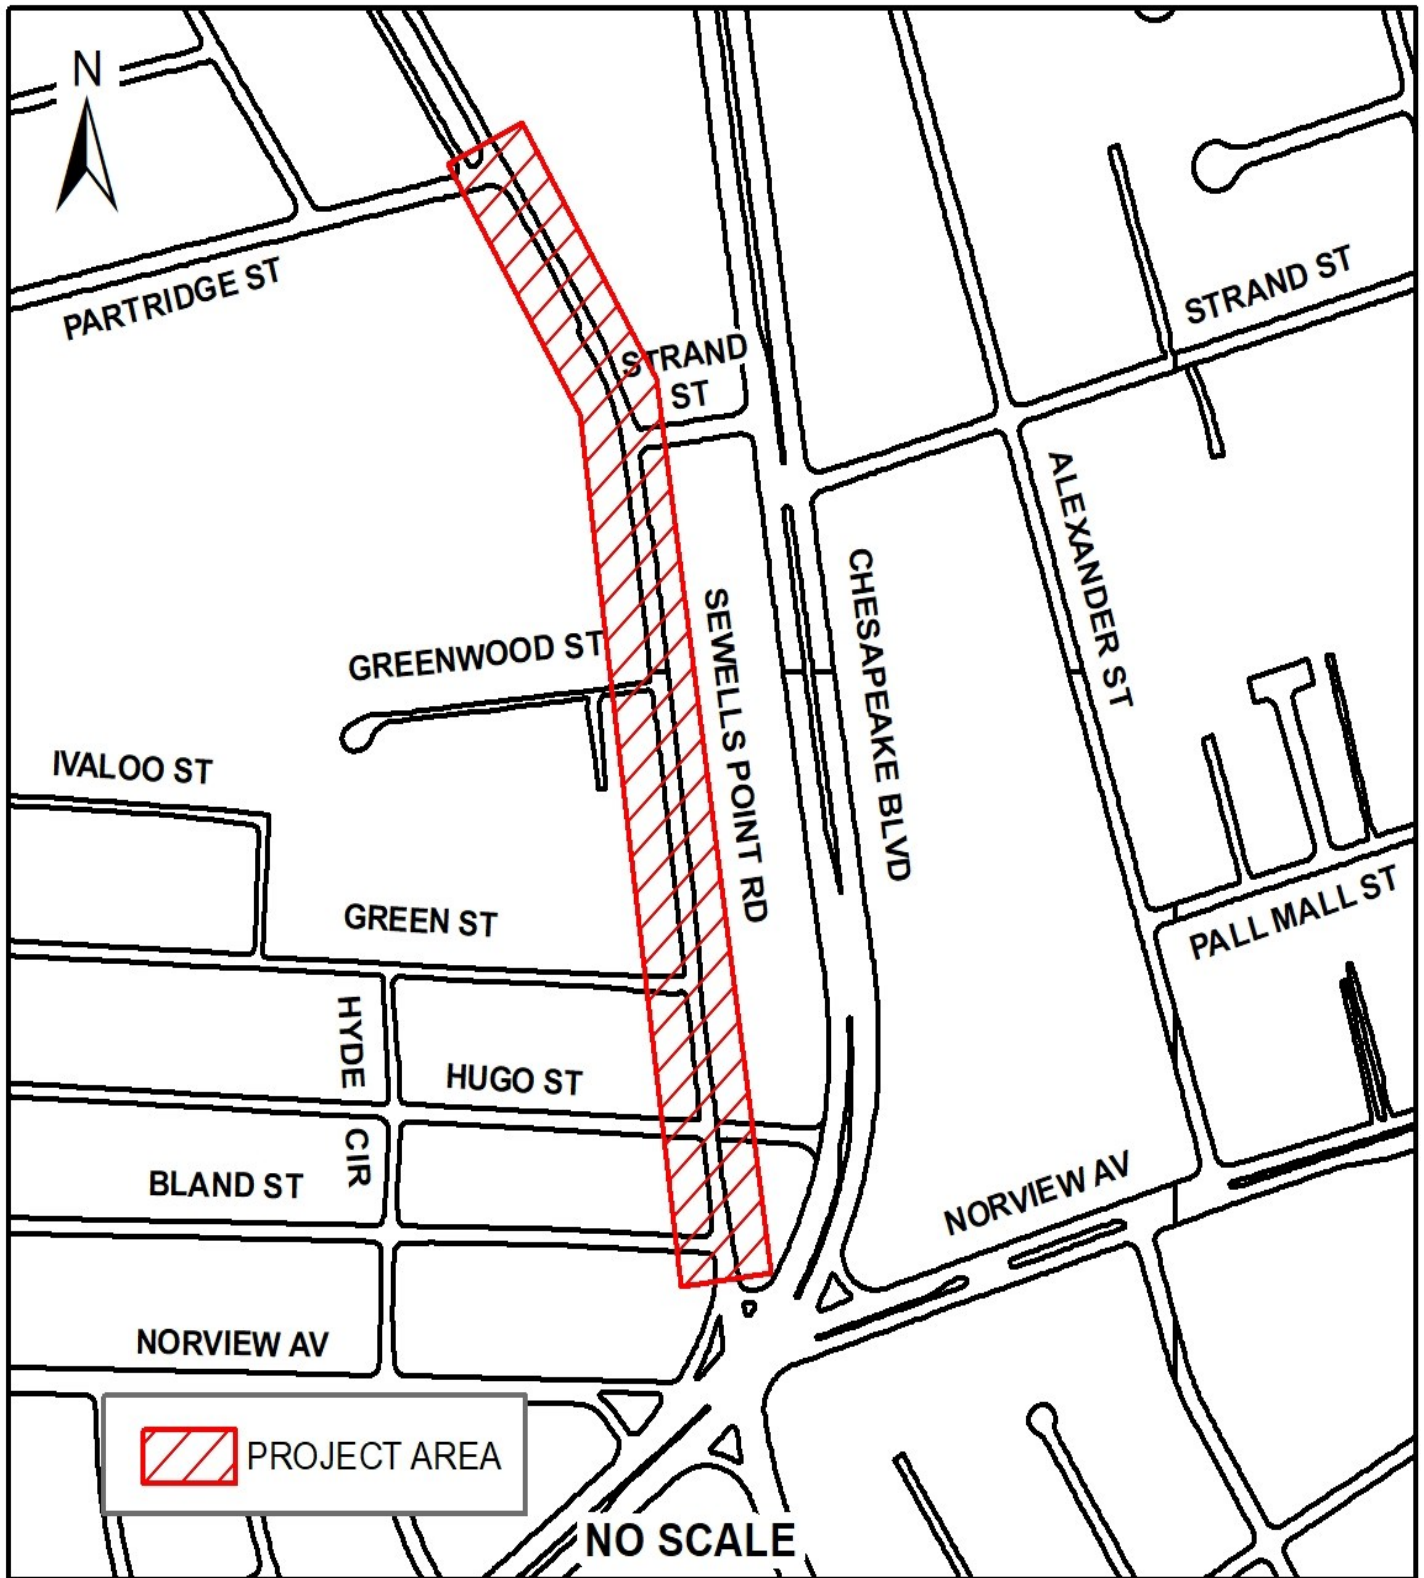 N
PARTRIDGE ST
STRAND ST
STRAND
ST
ALEXANDER ST
CHESAPEAKE BLVD
SEWELLS POINT RD
GREENWOOD ST
IVALOO ST
GREEN ST
PALL MALL ST
HYDE CIR
HUGO ST
BLAND ST
NORVIEW AV
NORVIEW AV
PROJECT AREA
NO SCALE